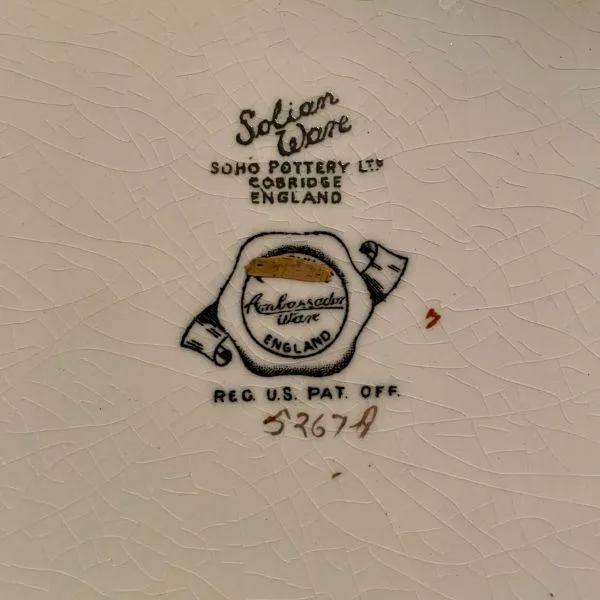 Solian
Ware
SOHO POTTERY LTD
COBRIDGE
ENGLAND
Ambassador
Ware
ENGLAND
REG. U.S. PAT. OFF.
5267A